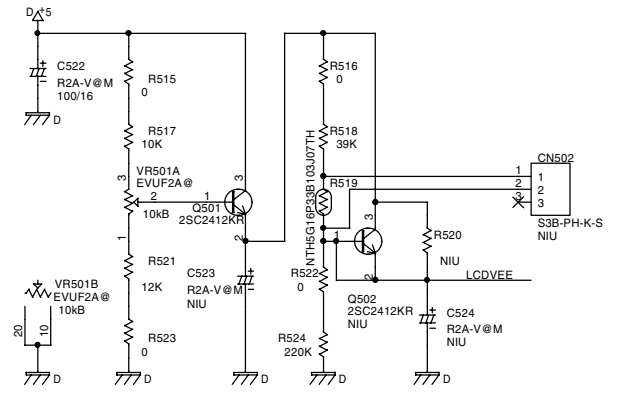 D +5
C522
R2A-V@M
100/16
D
R515
0
R517
10K
VR501A
EVUF2A@
3
2
10kB
1
R521
12K
R523
0
D
VR501B
EVUF2A@
10kB
20
10
D
1
3
Q501
2SC2412KR
2
C523
R2A-V@M
NIU
D
R516
0
R518
39K
NTH5G16P33B103J07TH
R519
1
3
2
R522
0
R524
220K
D
Q502
2SC2412KR
NIU
R520
NIU
LCDVEE
C524
R2A-V@M
NIU
D
CN502
1 1
2 2
3 3
S3B-PH-K-S
NIU